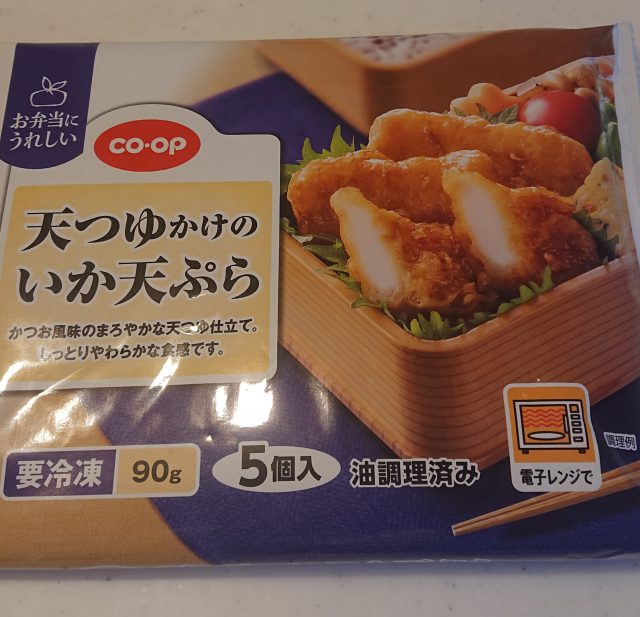 お弁当に
うれしい
CO·OP
天つゆかけの
いか天ぷら
かつお風味のまろやかな天つゆ仕立て。
しっとりやわらかな食感です。
要冷凍
90g
5個入
油調理済み
電子レンジで
調理例